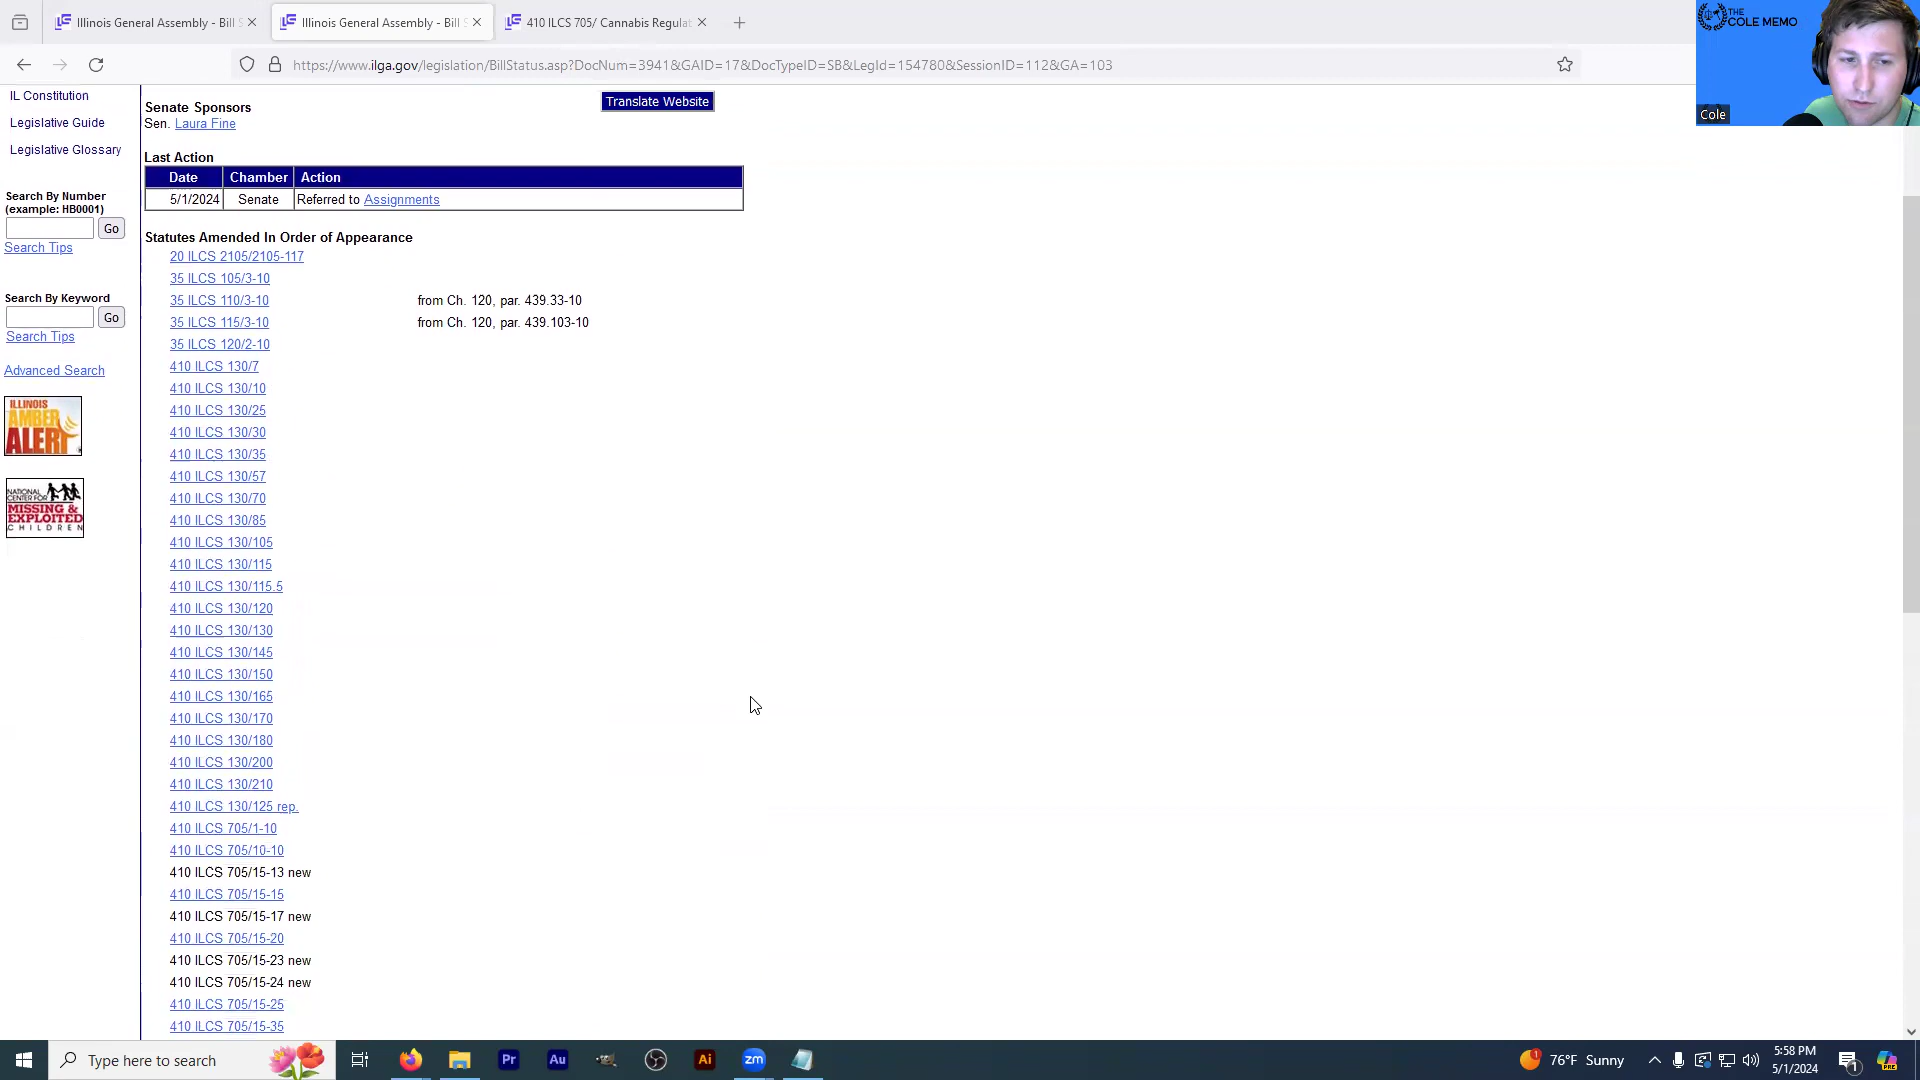 Illinois General Assembly - Bill S
Illinois General Assembly - Bill S
410 ILCS 705/ Cannabis Regulat
https://www.ilga.gov/legislation/BillStatus.asp?DocNum=3941&GAID=17&DocTypeID=SB&LegId=154780&SessionID=112&GA=103
THE
COLE MEMO
Cole
IL Constitution
Legislative Guide
Legislative Glossary
Search By Number
(example: HB0001)
Go
Search Tips
Search By Keyword
Go
Search Tips
Advanced Search
ILLINOIS
AMBER
ALERT
NATIONAL
CENTER FOR
MISSING &
EXPLOITED
CHILDREN
Translate Website
Senate Sponsors
Sen. Laura Fine
Last Action
Date Chamber Action
5/1/2024 Senate Referred to Assignments
Statutes Amended In Order of Appearance
20 ILCS 2105/2105-117
35 ILCS 105/3-10
35 ILCS 110/3-10 from Ch. 120, par. 439.33-10
35 ILCS 115/3-10 from Ch. 120, par. 439.103-10
35 ILCS 120/2-10
410 ILCS 130/7
410 ILCS 130/10
410 ILCS 130/25
410 ILCS 130/30
410 ILCS 130/35
410 ILCS 130/57
410 ILCS 130/70
410 ILCS 130/85
410 ILCS 130/105
410 ILCS 130/115
410 ILCS 130/115.5
410 ILCS 130/120
410 ILCS 130/130
410 ILCS 130/145
410 ILCS 130/150
410 ILCS 130/165
410 ILCS 130/170
410 ILCS 130/180
410 ILCS 130/200
410 ILCS 130/210
410 ILCS 130/125 rep.
410 ILCS 705/1-10
410 ILCS 705/10-10
410 ILCS 705/15-13 new
410 ILCS 705/15-15
410 ILCS 705/15-17 new
410 ILCS 705/15-20
410 ILCS 705/15-23 new
410 ILCS 705/15-24 new
410 ILCS 705/15-25
410 ILCS 705/15-35
Type here to search
Pr
Au
Ai
zm
1
76°F Sunny
5:58 PM
5/1/2024
1
PRE